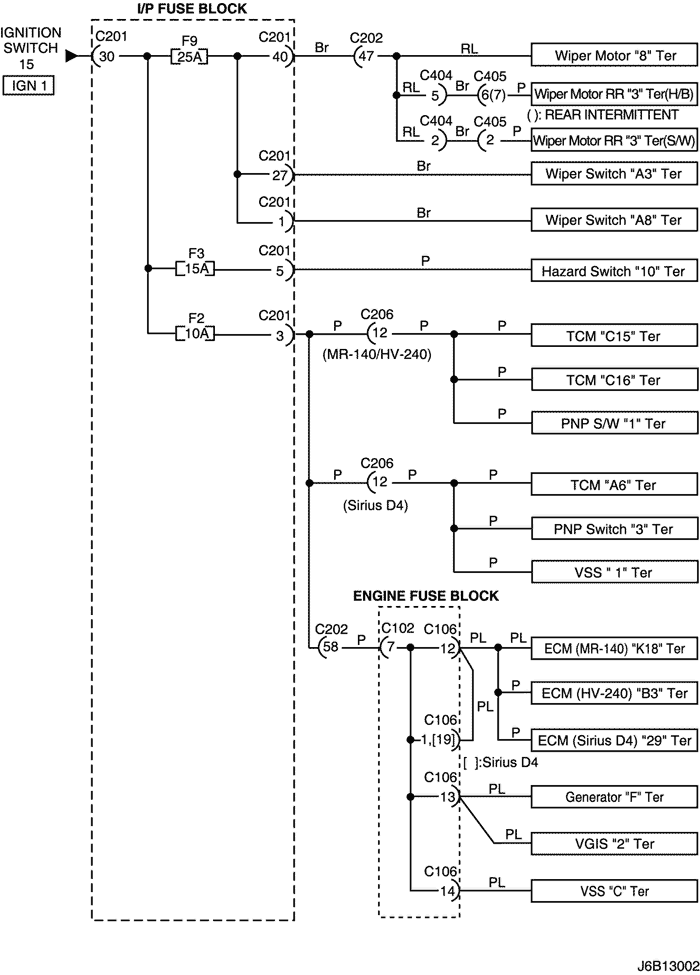 I/P FUSE BLOCK
IGNITION
SWITCH
15
IGN 1
C201
30
F9
25A
C201
40
Br
C202
47
RL
Wiper Motor "8" Ter
RL
C404
5
Br
C405
6(7)
P
Wiper Motor RR "3" Ter(H/B)
( ): REAR INTERMITTENT
RL
C404
2
Br
C405
2
P
Wiper Motor RR "3" Ter(S/W)
C201
27
Br
Wiper Switch "A3" Ter
C201
1
Br
Wiper Switch "A8" Ter
F3
15A
C201
5
P
Hazard Switch "10" Ter
F2
10A
C201
3
P
C206
12
P
(MR-140/HV-240)
P
TCM "C15" Ter
P
TCM "C16" Ter
P
PNP S/W "1" Ter
P
C206
12
P
(Sirius D4)
P
TCM "A6" Ter
P
PNP Switch "3" Ter
P
VSS " 1" Ter
ENGINE FUSE BLOCK
C202
58
P
C102
7
C106
12
PL
PL
ECM (MR-140) "K18" Ter
PL
P
ECM (HV-240) "B3" Ter
C106
1,[19]
P
ECM (Sirius D4) "29" Ter
[ ]:Sirius D4
C106
13
PL
Generator "F" Ter
PL
VGIS "2" Ter
C106
14
PL
VSS "C" Ter
J6B13002